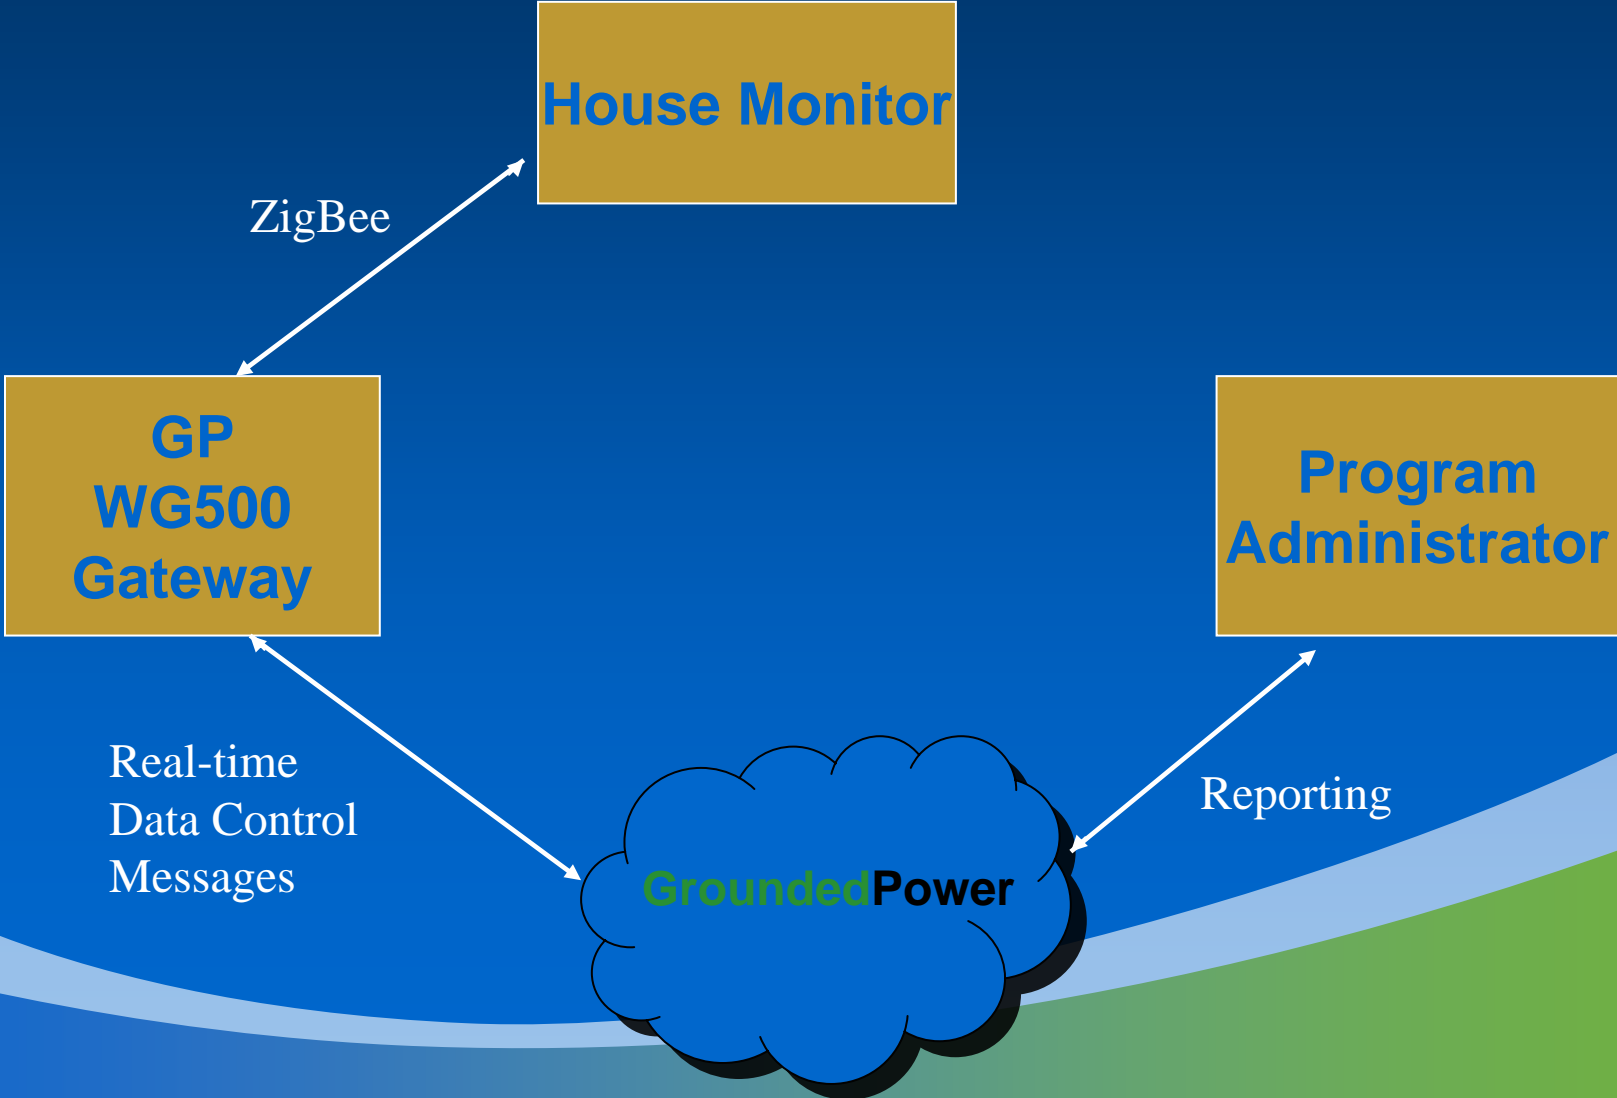 House Monitor
ZigBee
GP
WG500
Gateway
Program
Administrator
Real-time
Data Control
Messages
Reporting
GroundedPower